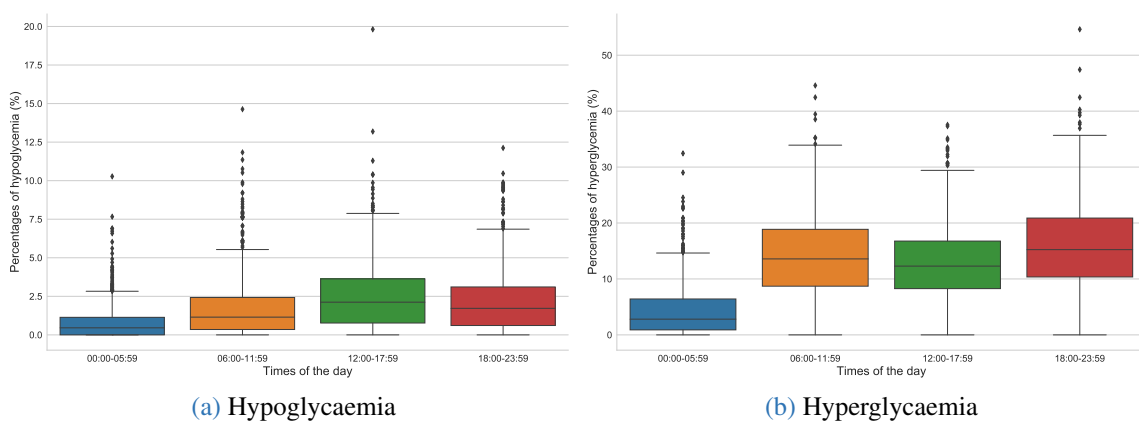 20.0
17.5
15.0
12.5
10.0
7.5
5.0
2.5
0.0
Percentages of hypoglycemia (%)
00:00-05:59 06:00-11:59 12:00-17:59 18:00-23:59
Times of the day
(a) Hypoglycaemia
50
40
30
20
10
0
Percentages of hyperglycemia (%)
00:00-05:59 06:00-11:59 12:00-17:59 18:00-23:59
Times of the day
(b) Hyperglycaemia